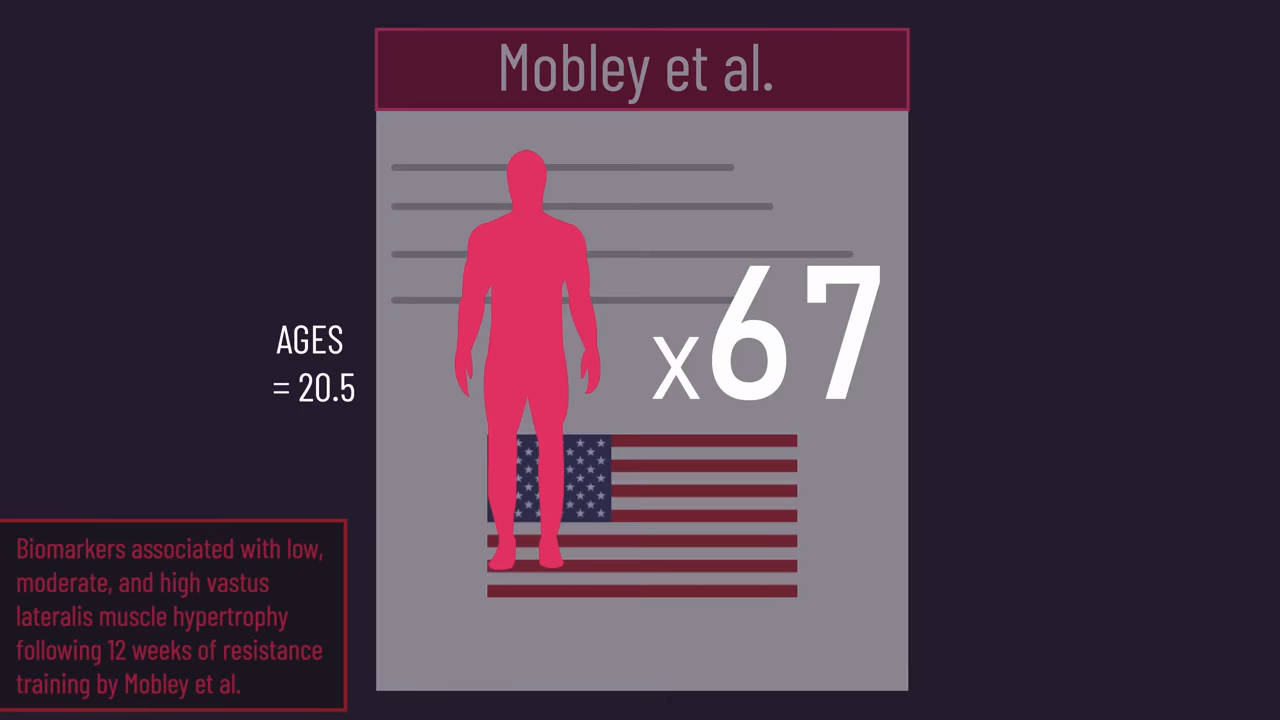 Mobley et al.
x67
AGES
= 20.5
Biomarkers associated with low,
moderate, and high vastus
lateralis muscle hypertrophy
following 12 weeks of resistance
training by Mobley et al.